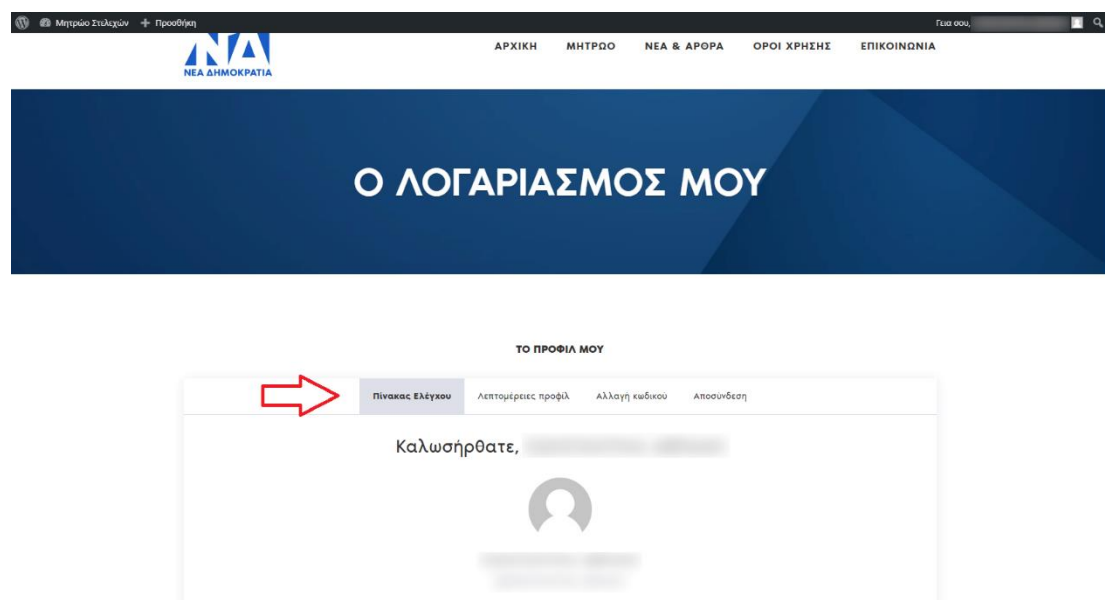 Μητρώο Στελεχών + Προσθήκη Γεια σου,
ΝΔ
ΝΕΑ ΔΗΜΟΚΡΑΤΙΑ
ΑΡΧΙΚΗ ΜΗΤΡΩΟ ΝΕΑ & ΑΡΘΡΑ ΟΡΟΙ ΧΡΗΣΗΣ ΕΠΙΚΟΙΝΩΝΙΑ
Ο ΛΟΓΑΡΙΑΣΜΟΣ ΜΟΥ
ΤΟ ΠΡΟΦΙΛ ΜΟΥ
Πίνακας Ελέγχου Λεπτομέρειες προφίλ Αλλαγή κωδικού Αποσύνδεση
Καλωσήρθατε,